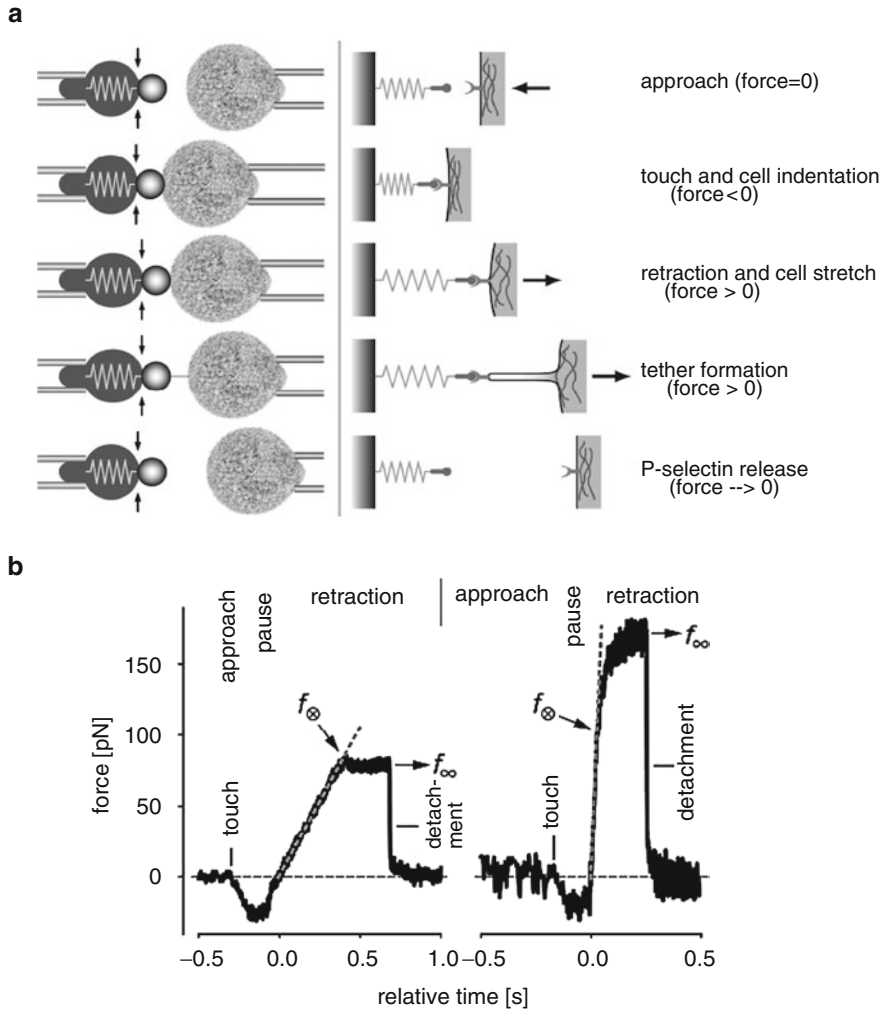 a
approach (force=0)
touch and cell indentation
(force<0)
retraction and cell stretch
(force > 0)
tether formation
(force > 0)
P-selectin release
(force --> 0)
b
approach
pause
retraction
approach
pause
retraction
force [pN]
150
100
50
0
touch
f⊗
f∞
detach-
ment
touch
f⊗
f∞
detachment
−0.5
0.0
0.5
1.0
−0.5
0.0
0.5
relative time [s]